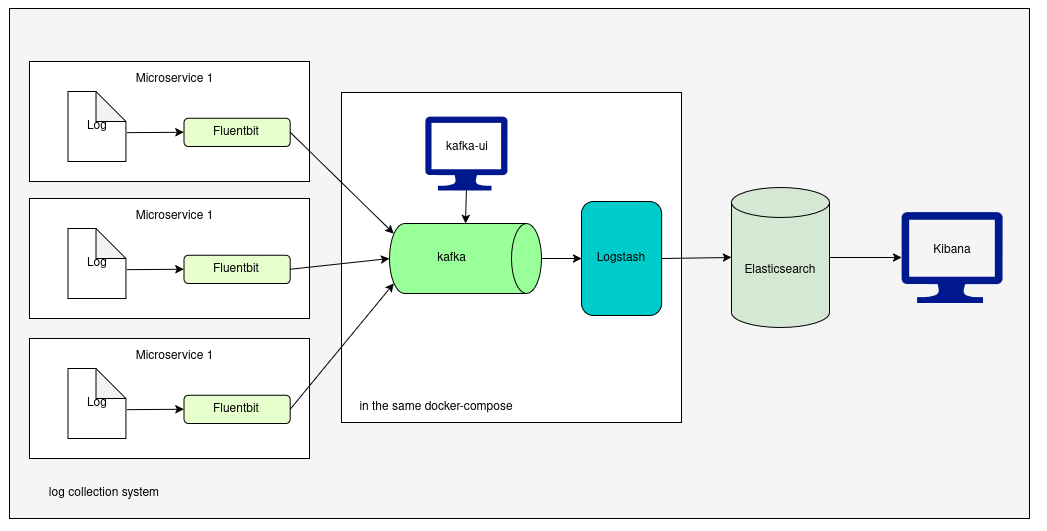 Microservice 1
Log
Fluentbit
Microservice 1
Log
Fluentbit
Microservice 1
Log
Fluentbit
kafka-ui
kafka
Logstash
in the same docker-compose
Elasticsearch
Kibana
log collection system